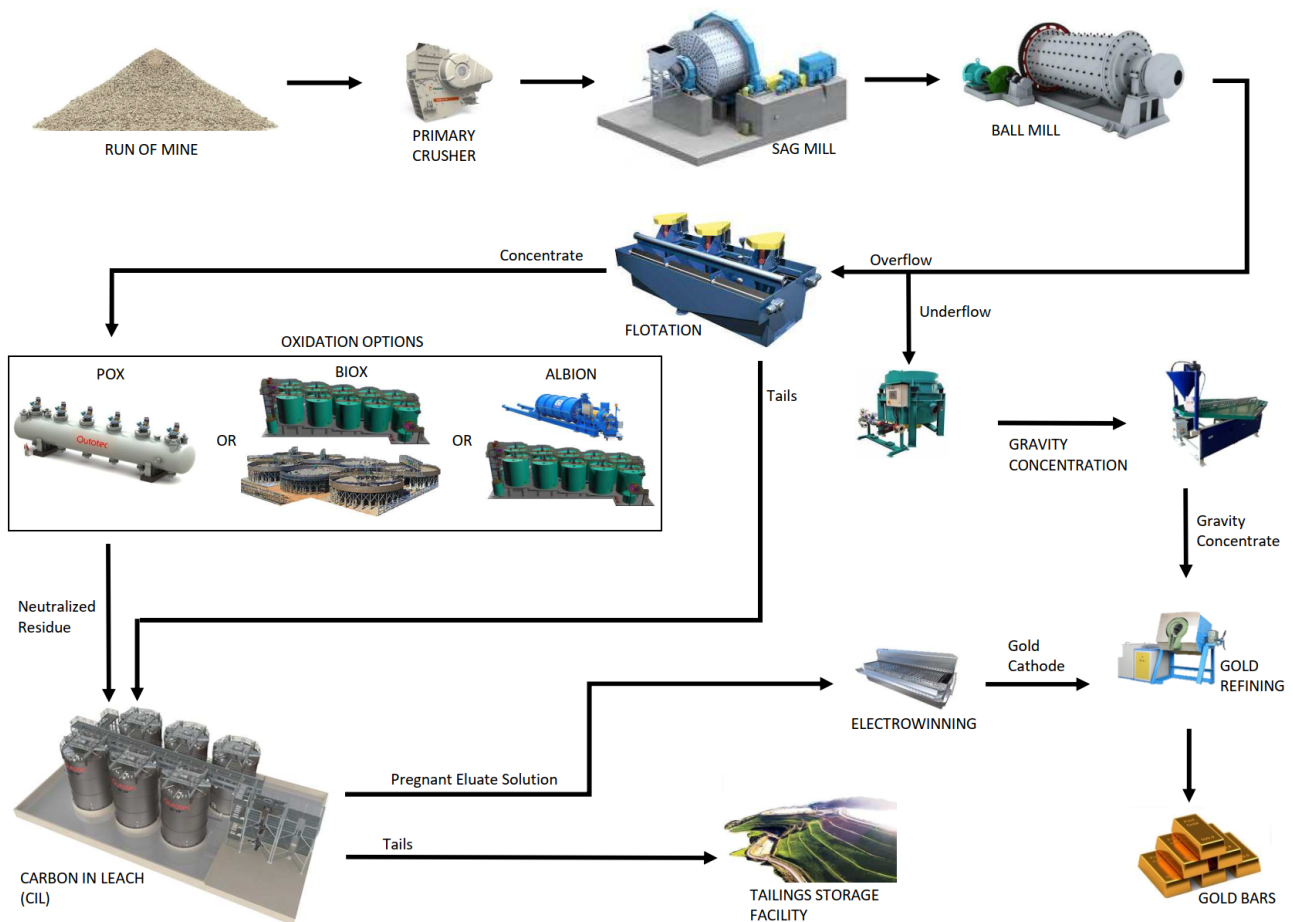 RUN OF MINE
PRIMARY
CRUSHER
SAG MILL
BALL MILL
Concentrate
Overflow
FLOTATION
Underflow
OXIDATION OPTIONS
POX
BIOX
ALBION
Tails
Outotec
OR
OR
GRAVITY
CONCENTRATION
Gravity
Concentrate
Neutralized
Residue
Gold
Cathode
GOLD
REFINING
ELECTROWINNING
Pregnant Eluate Solution
Tails
CARBON IN LEACH
(CIL)
TAILINGS STORAGE
FACILITY
GOLD BARS